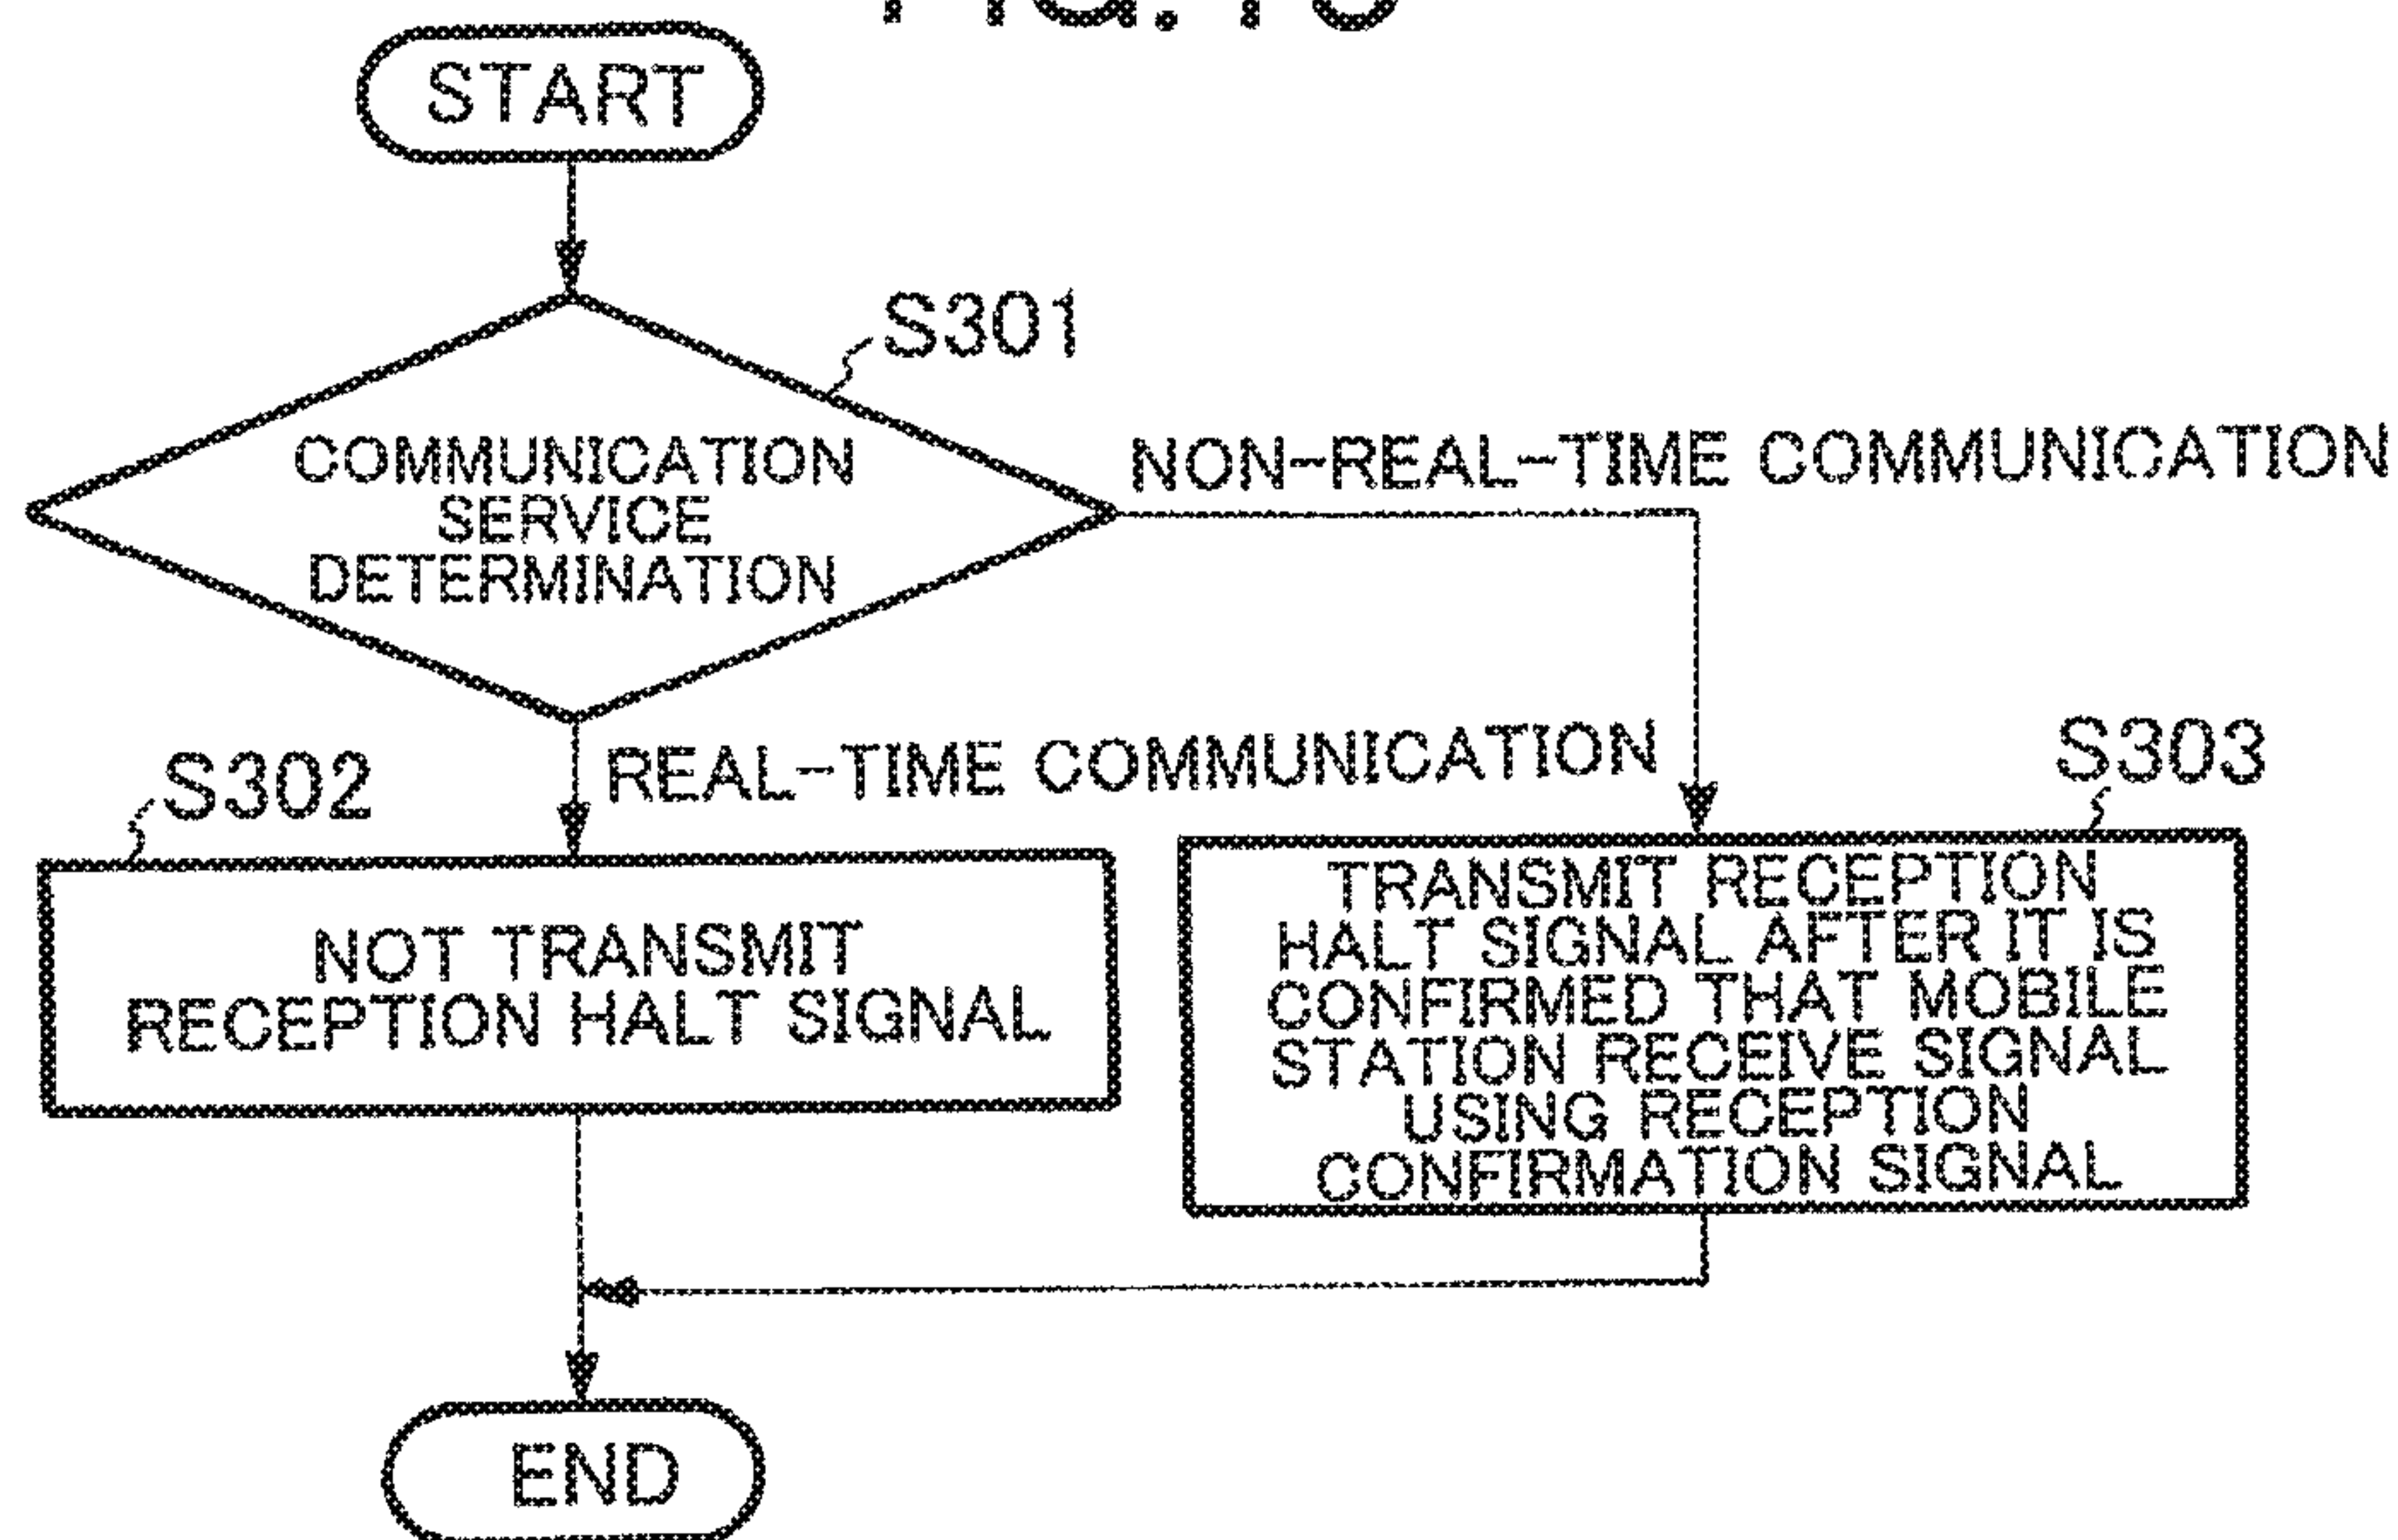 START
S301
COMMUNICATION
SERVICE
DETERMINATION
NON-REAL-TIME COMMUNICATION
REAL-TIME COMMUNICATION
S302
NOT TRANSMIT
RECEPTION HALT SIGNAL
S303
TRANSMIT RECEPTION
HALT SIGNAL AFTER IT IS
CONFIRMED THAT MOBILE
STATION RECEIVE SIGNAL
USING RECEPTION
CONFIRMATION SIGNAL
END